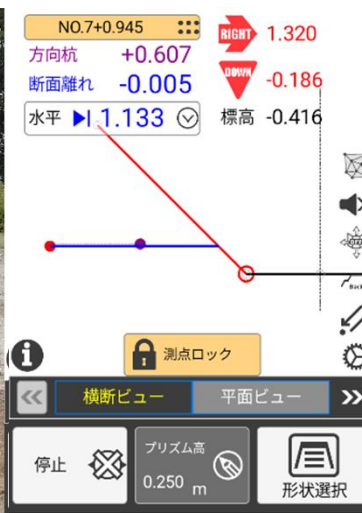 NO.7+0.945
RIGHT 1.320
方向杭 +0.607
断面離れ -0.005
DOWN -0.186
水平 1.133
標高 -0.416
Back
測点ロック
横断ビュー 平面ビュー
停止
プリズム高
0.250 m
形状選択